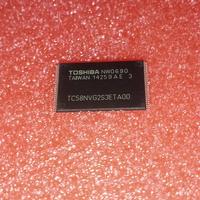 TOSHIBA NW0690
TAIWAN 14259AE 3
TC58NVG2S3ETA00